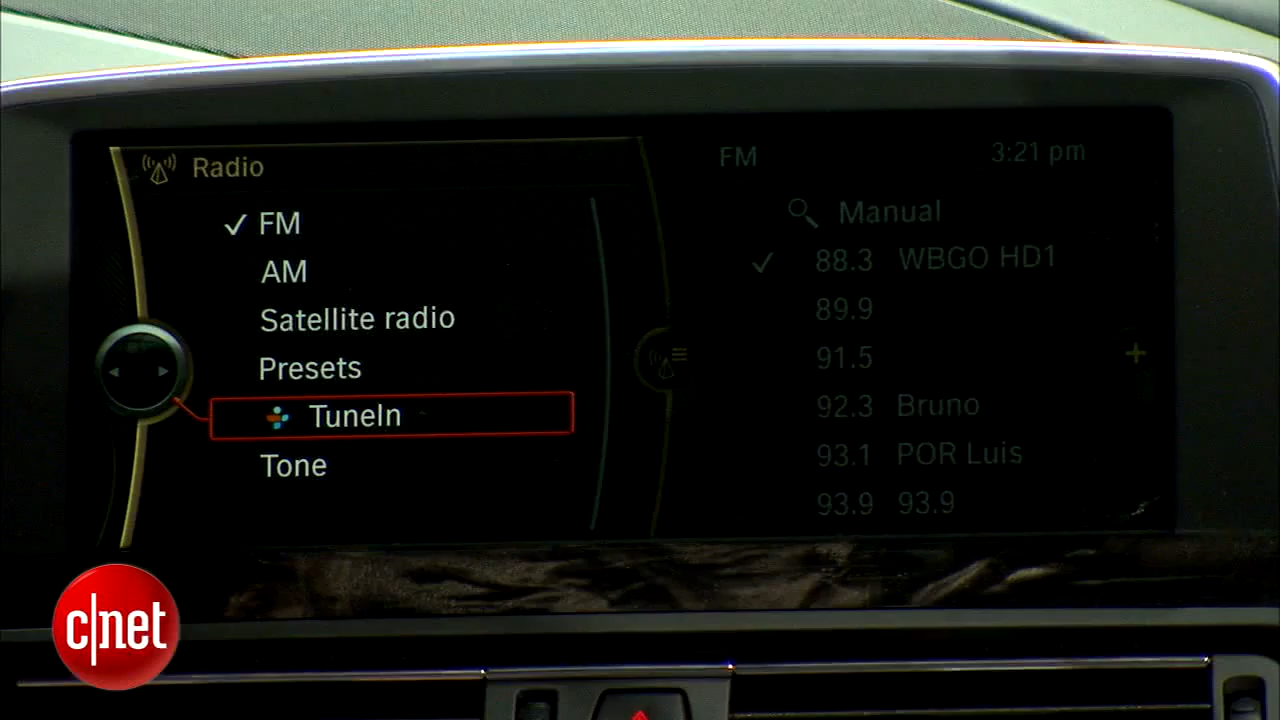 Radio
FM
AM
Satellite radio
Presets
TuneIn
Tone
FM 3:21 pm
Manual
88.3 WBGO HD1
89.9
91.5
92.3 Bruno
93.1 POR Luis
93.9 93.9
c|net